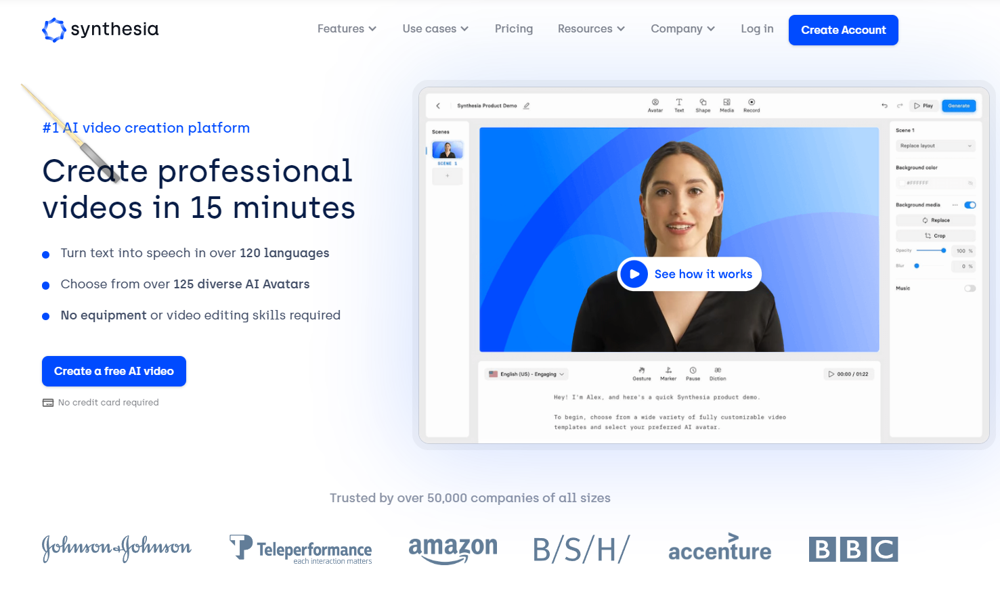 synthesia
Features
Use cases
Pricing
Resources
Company
Log in
Create Account
#1 AI video creation platform
Create professional
videos in 15 minutes
Turn text into speech in over 120 languages
Choose from over 125 diverse AI Avatars
No equipment or video editing skills required
Create a free AI video
No credit card required
Synthesia Product Demo
Avatar
Text
Shape
Media
Record
Play
Generate
Scenes
SCENE 1
+
See how it works
Scene 1
Replace layout
Background color
#FFFFFF
Background media
Replace
Crop
Opacity
100 %
Blur
0 %
Music
English (US) - Engaging
Gesture
Marker
Pause
æ
Diction
00:00 / 01:22
Hey! I'm Alex, and here's a quick Synthesia product demo.
To begin, choose from a wide variety of fully customizable video
templates and select your preferred AI avatar.
Trusted by over 50,000 companies of all sizes
Johnson & Johnson
Teleperformance
each interaction matters
amazon
B/S/H/
accenture
BBC